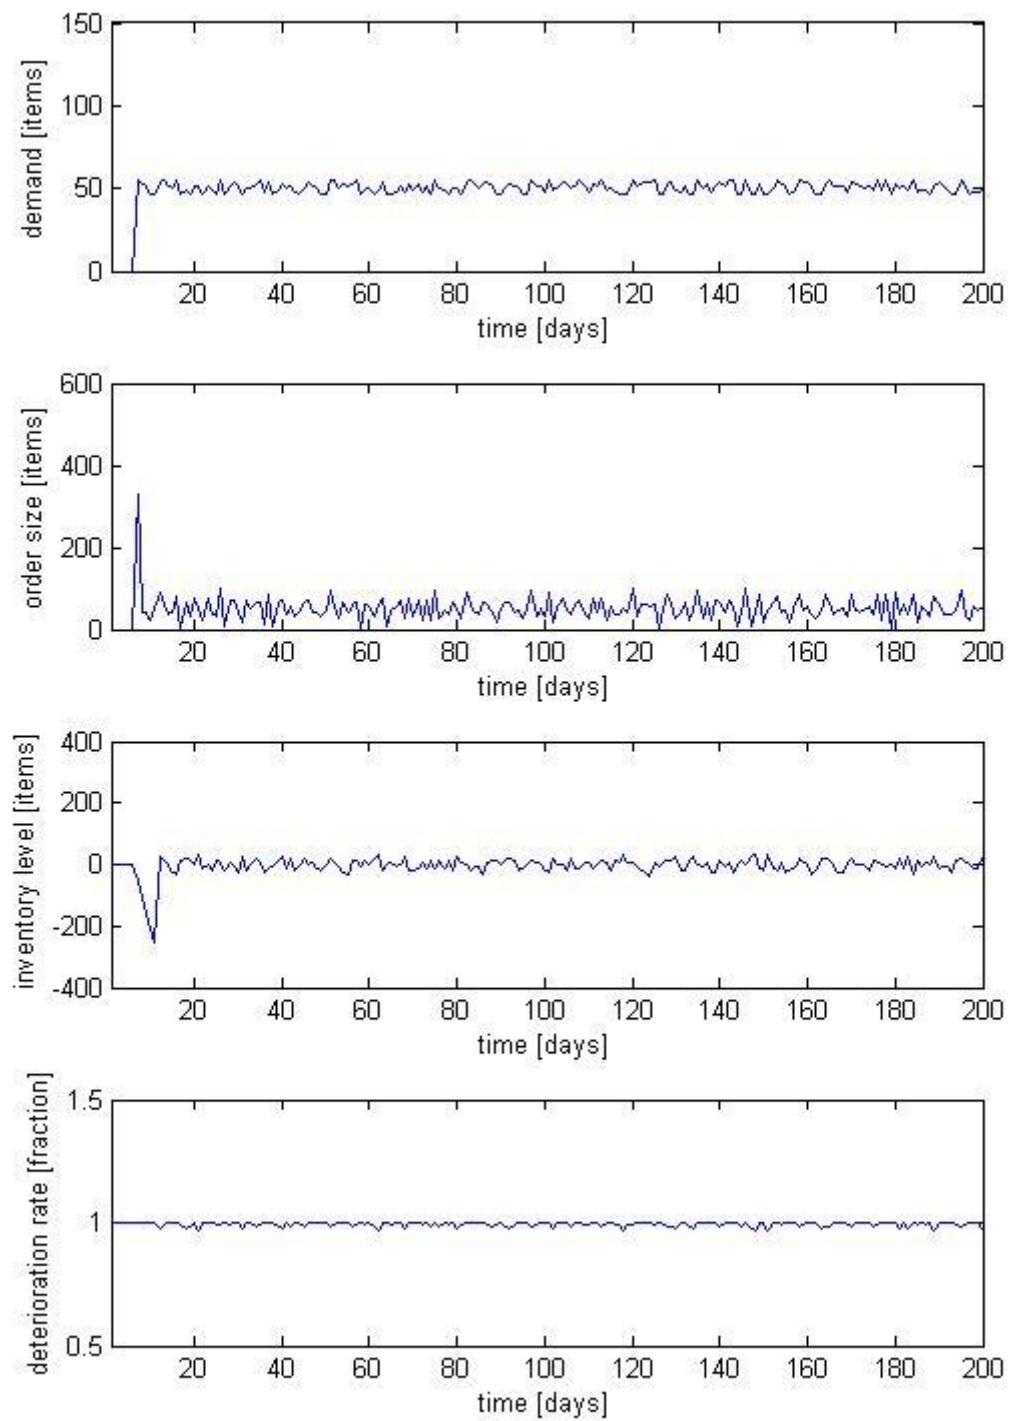 demand [items]
150
100
50
0
20 40 60 80 100 120 140 160 180 200
time [days]
order size [items]
600
400
200
0
20 40 60 80 100 120 140 160 180 200
time [days]
inventory level [items]
400
200
0
-200
-400
20 40 60 80 100 120 140 160 180 200
time [days]
deterioration rate [fraction]
1.5
1
0.5
20 40 60 80 100 120 140 160 180 200
time [days]